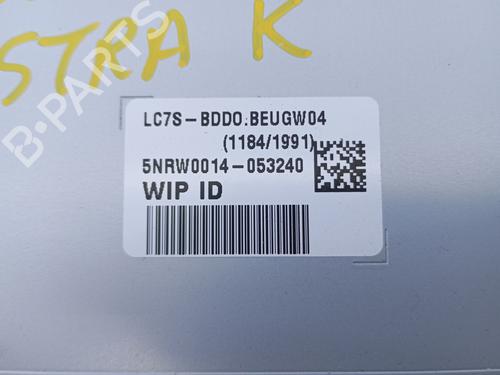 STRA K
LC7S-BDD0.BEUGW04
(1184/1991)
5NRW0014-053240
WIP ID
B-PARTS